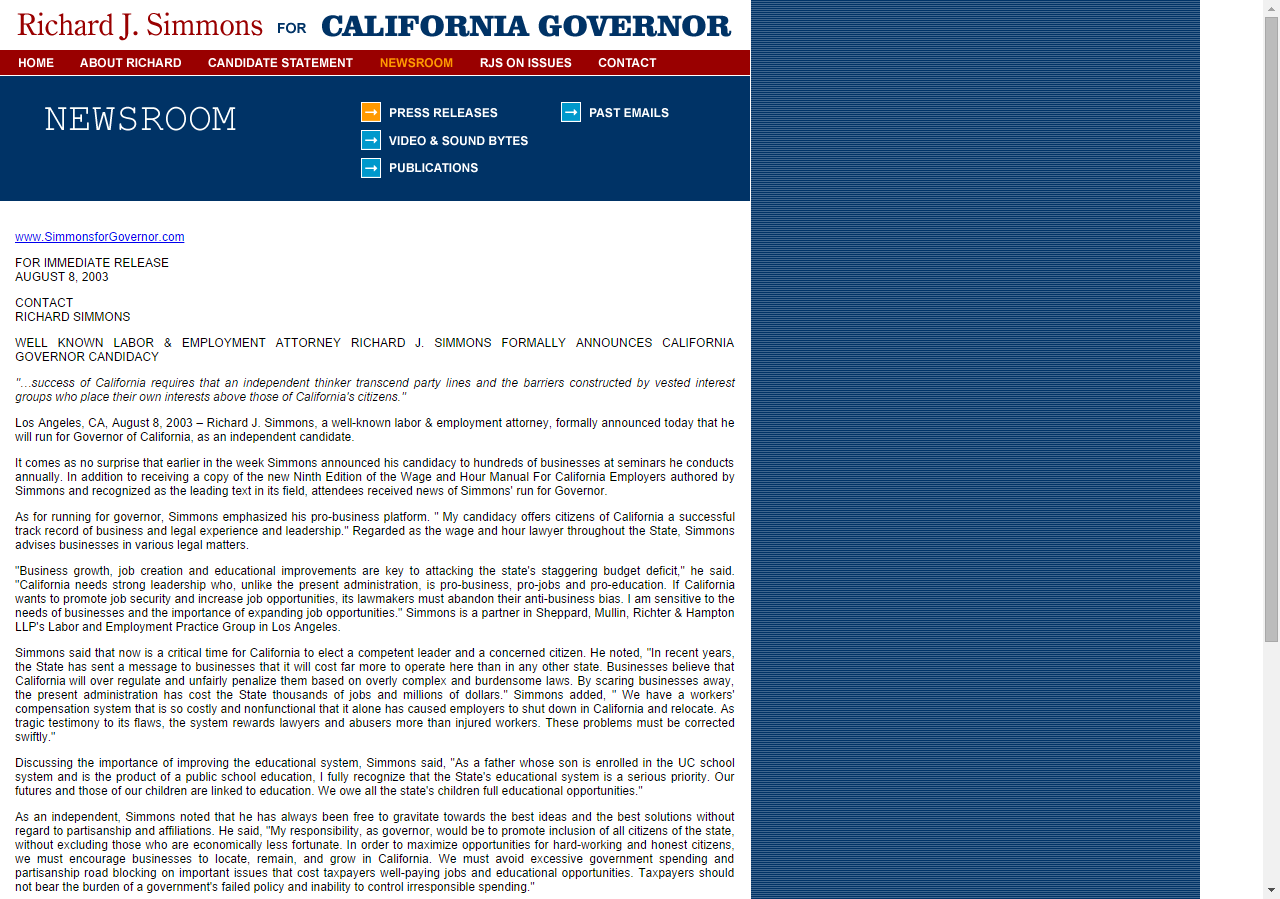 Richard J. Simmons FOR CALIFORNIA GOVERNOR
HOME ABOUT RICHARD CANDIDATE STATEMENT NEWSROOM RJS ON ISSUES CONTACT
NEWSROOM
PRESS RELEASES PAST EMAILS
VIDEO & SOUND BYTES
PUBLICATIONS
www.SimmonsforGovernor.com
FOR IMMEDIATE RELEASE
AUGUST 8, 2003
CONTACT
RICHARD SIMMONS
WELL KNOWN LABOR & EMPLOYMENT ATTORNEY RICHARD J. SIMMONS FORMALLY ANNOUNCES CALIFORNIA
GOVERNOR CANDIDACY
"…success of California requires that an independent thinker transcend party lines and the barriers constructed by vested interest
groups who place their own interests above those of California's citizens."
Los Angeles, CA, August 8, 2003 – Richard J. Simmons, a well-known labor & employment attorney, formally announced today that he
will run for Governor of California, as an independent candidate.
It comes as no surprise that earlier in the week Simmons announced his candidacy to hundreds of businesses at seminars he conducts
annually. In addition to receiving a copy of the new Ninth Edition of the Wage and Hour Manual For California Employers authored by
Simmons and recognized as the leading text in its field, attendees received news of Simmons' run for Governor.
As for running for governor, Simmons emphasized his pro-business platform. " My candidacy offers citizens of California a successful
track record of business and legal experience and leadership." Regarded as the wage and hour lawyer throughout the State, Simmons
advises businesses in various legal matters.
"Business growth, job creation and educational improvements are key to attacking the state's staggering budget deficit," he said.
"California needs strong leadership who, unlike the present administration, is pro-business, pro-jobs and pro-education. If California
wants to promote job security and increase job opportunities, its lawmakers must abandon their anti-business bias. I am sensitive to the
needs of businesses and the importance of expanding job opportunities." Simmons is a partner in Sheppard, Mullin, Richter & Hampton
LLP's Labor and Employment Practice Group in Los Angeles.
Simmons said that now is a critical time for California to elect a competent leader and a concerned citizen. He noted, "In recent years,
the State has sent a message to businesses that it will cost far more to operate here than in any other state. Businesses believe that
California will over regulate and unfairly penalize them based on overly complex and burdensome laws. By scaring businesses away,
the present administration has cost the State thousands of jobs and millions of dollars." Simmons added, " We have a workers'
compensation system that is so costly and nonfunctional that it alone has caused employers to shut down in California and relocate. As
tragic testimony to its flaws, the system rewards lawyers and abusers more than injured workers. These problems must be corrected
swiftly."
Discussing the importance of improving the educational system, Simmons said, "As a father whose son is enrolled in the UC school
system and is the product of a public school education, I fully recognize that the State's educational system is a serious priority. Our
futures and those of our children are linked to education. We owe all the state's children full educational opportunities."
As an independent, Simmons noted that he has always been free to gravitate towards the best ideas and the best solutions without
regard to partisanship and affiliations. He said, "My responsibility, as governor, would be to promote inclusion of all citizens of the state,
without excluding those who are economically less fortunate. In order to maximize opportunities for hard-working and honest citizens,
we must encourage businesses to locate, remain, and grow in California. We must avoid excessive government spending and
partisanship road blocking on important issues that cost taxpayers well-paying jobs and educational opportunities. Taxpayers should
not bear the burden of a government's failed policy and inability to control irresponsible spending."